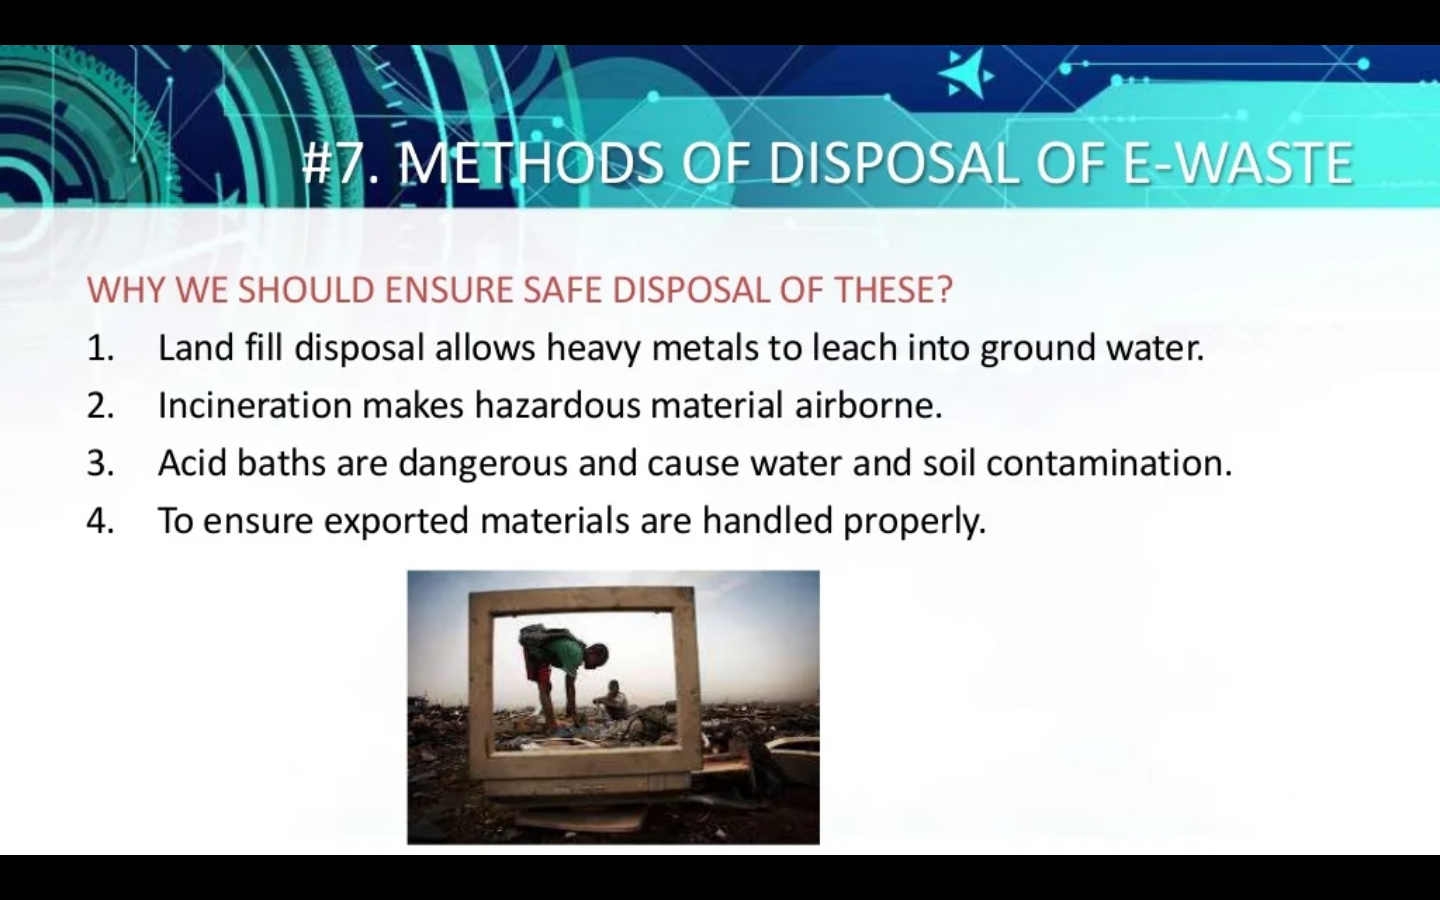 #7. METHODS OF DISPOSAL OF E-WASTE
WHY WE SHOULD ENSURE SAFE DISPOSAL OF THESE?
1. Land fill disposal allows heavy metals to leach into ground water.
2. Incineration makes hazardous material airborne.
3. Acid baths are dangerous and cause water and soil contamination.
4. To ensure exported materials are handled properly.